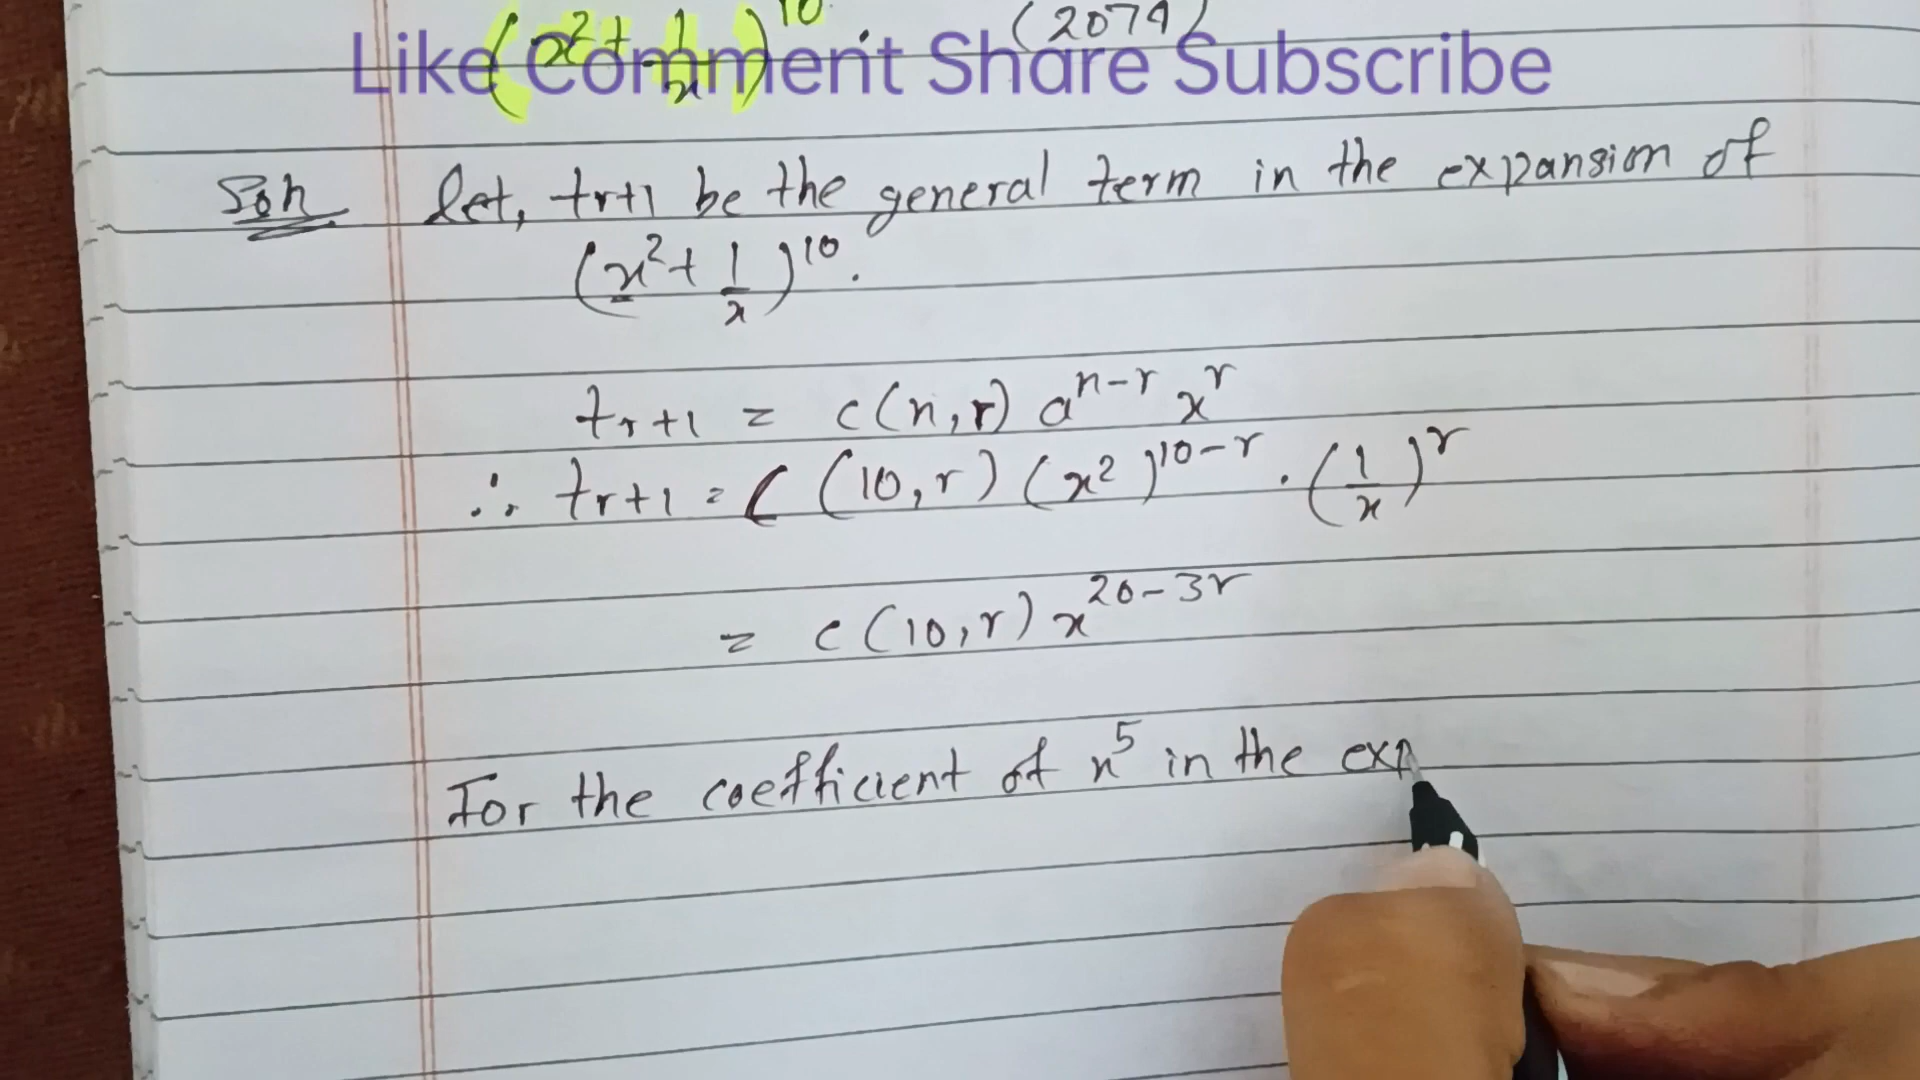 (x² + 1/x)¹⁰. (2079)
Like Comment Share Subscribe
Soln let, tr+1 be the general term in the expansion of
(x² + 1/x)¹⁰.
tr+1 = c(n,r) aⁿ⁻ʳ xʳ
∴ tr+1 = C (10,r) (x²)¹⁰⁻ʳ . (1/x)ʳ
= c(10,r) x²⁰⁻³ʳ
For the coefficient of x⁵ in the exp